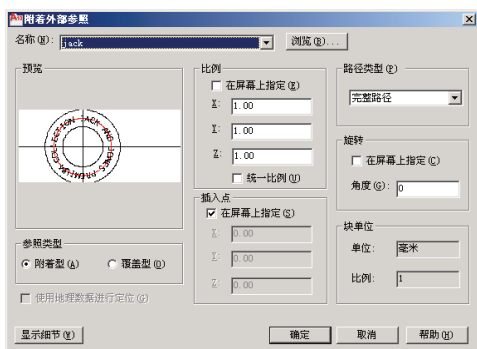 附着外部参照
名称(N): jack 浏览(B)...
预览
比例
在屏幕上指定(E)
X: 1.00
Y: 1.00
Z: 1.00
统一比例(U)
路径类型(P)
完整路径
旋转
在屏幕上指定(C)
角度(G): 0
插入点
在屏幕上指定(S)
X: 0.00
Y: 0.00
Z: 0.00
块单位
单位: 毫米
比例: 1
参照类型
附着型(A) 覆盖型(O)
使用地理数据进行定位(G)
显示细节(Y) 确定 取消 帮助(H)